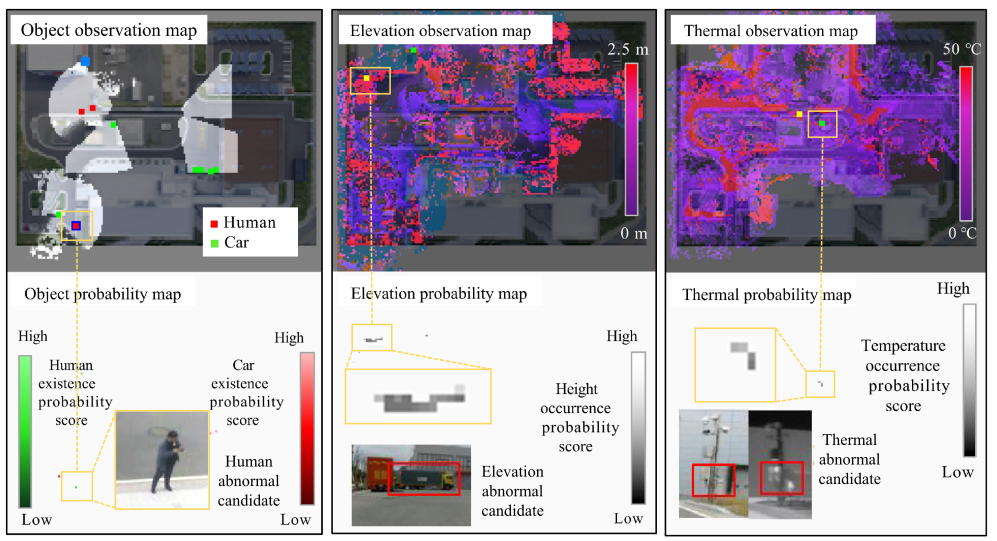 Object observation map
Human
Car
Object probability map
High
Human
existence
probability
score
Low
High
Car
existence
probability
score
Human
abnormal
candidate
Low
Elevation observation map
2.5 m
0 m
Elevation probability map
High
Height
occurrence
probability
score
Elevation
abnormal
candidate
Low
Thermal observation map
50 ℃
0 ℃
Thermal probability map
High
Temperature
occurrence
probability
score
Thermal
abnormal
candidate
Low